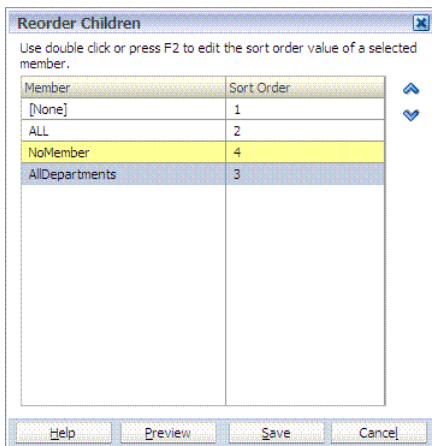 Reorder Children
Use double click or press F2 to edit the sort order value of a selected
member.
Member Sort Order
[None] 1
ALL 2
NoMember 4
AllDepartments 3
Help Preview Save Cancel